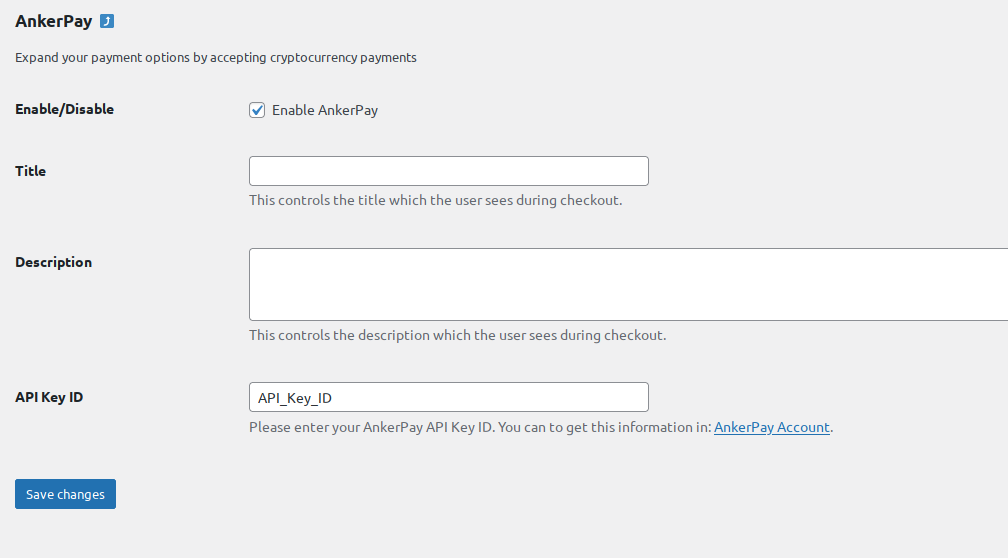 AnkerPay
Expand your payment options by accepting cryptocurrency payments
Enable/Disable
Enable AnkerPay
Title
This controls the title which the user sees during checkout.
Description
This controls the description which the user sees during checkout.
API Key ID
API_Key_ID
Please enter your AnkerPay API Key ID. You can to get this information in: AnkerPay Account.
Save changes